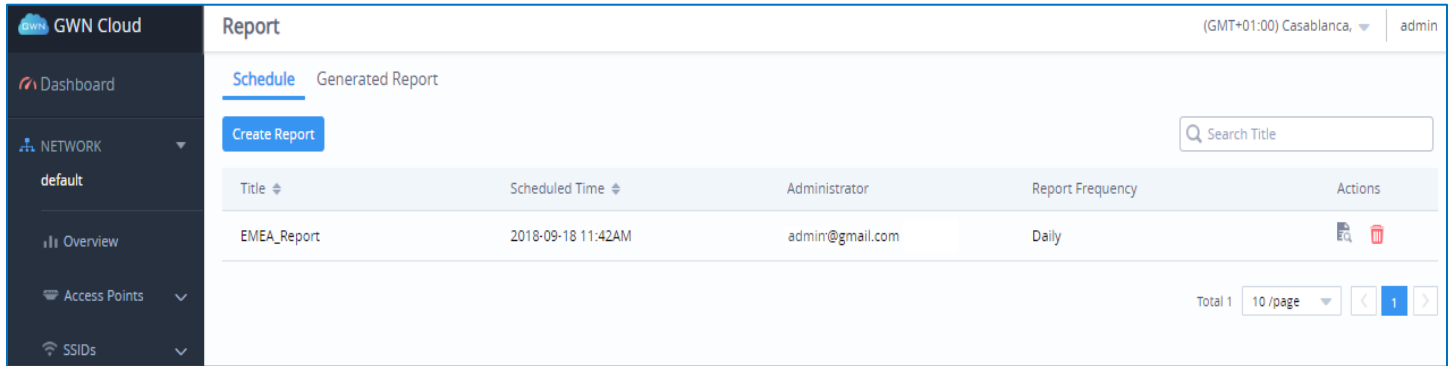 GWN GWN Cloud
Report
(GMT+01:00) Casablanca,
admin
Dashboard
Schedule
Generated Report
NETWORK
Create Report
Search Title
default
Title
Scheduled Time
Administrator
Report Frequency
Actions
Overview
EMEA_Report
2018-09-18 11:42AM
admin@gmail.com
Daily
Access Points
Total 1
10 /page
1
SSIDs